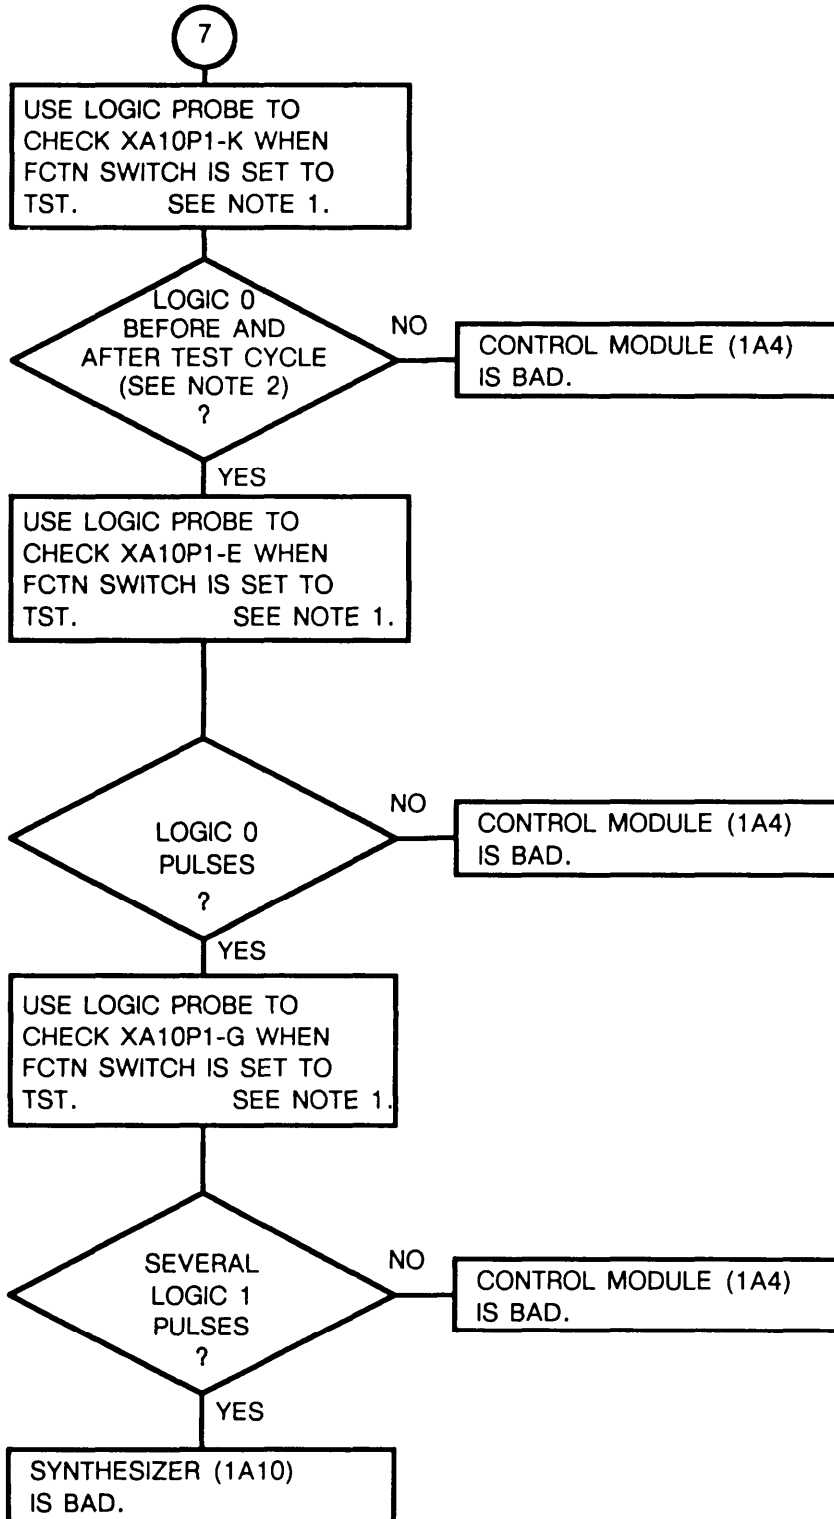 7
USE LOGIC PROBE TO
CHECK XA10P1-K WHEN
FCTN SWITCH IS SET TO
TST. SEE NOTE 1.
LOGIC 0
BEFORE AND
AFTER TEST CYCLE
(SEE NOTE 2)
?
NO
CONTROL MODULE (1A4)
IS BAD.
YES
USE LOGIC PROBE TO
CHECK XA10P1-E WHEN
FCTN SWITCH IS SET TO
TST. SEE NOTE 1.
LOGIC 0
PULSES
?
NO
CONTROL MODULE (1A4)
IS BAD.
YES
USE LOGIC PROBE TO
CHECK XA10P1-G WHEN
FCTN SWITCH IS SET TO
TST. SEE NOTE 1.
SEVERAL
LOGIC 1
PULSES
?
NO
CONTROL MODULE (1A4)
IS BAD.
YES
SYNTHESIZER (1A10)
IS BAD.